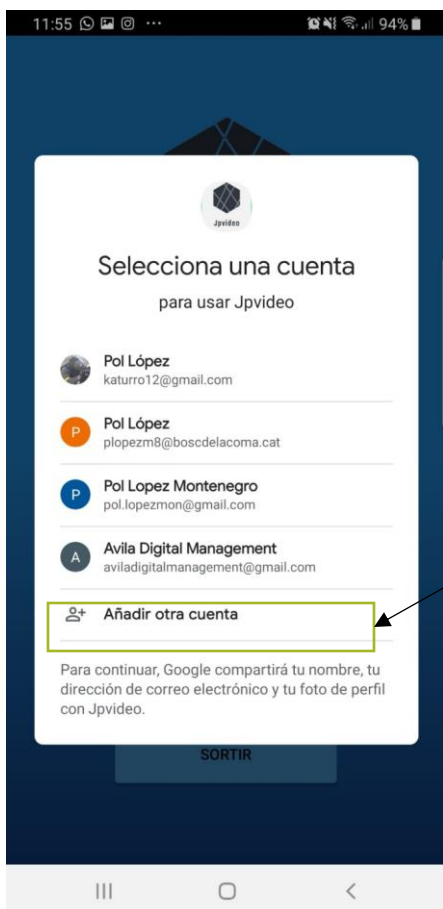 11:55
94%
Jpvideo
Selecciona una cuenta
para usar Jpvideo
Pol López
katurro12@gmail.com
P
Pol López
plopezm8@boscdelacoma.cat
P
Pol Lopez Montenegro
pol.lopezmon@gmail.com
A
Avila Digital Management
aviladigitalmanagement@gmail.com
Añadir otra cuenta
Para continuar, Google compartirá tu nombre, tu
dirección de correo electrónico y tu foto de perfil
con Jpvideo.
SORTIR